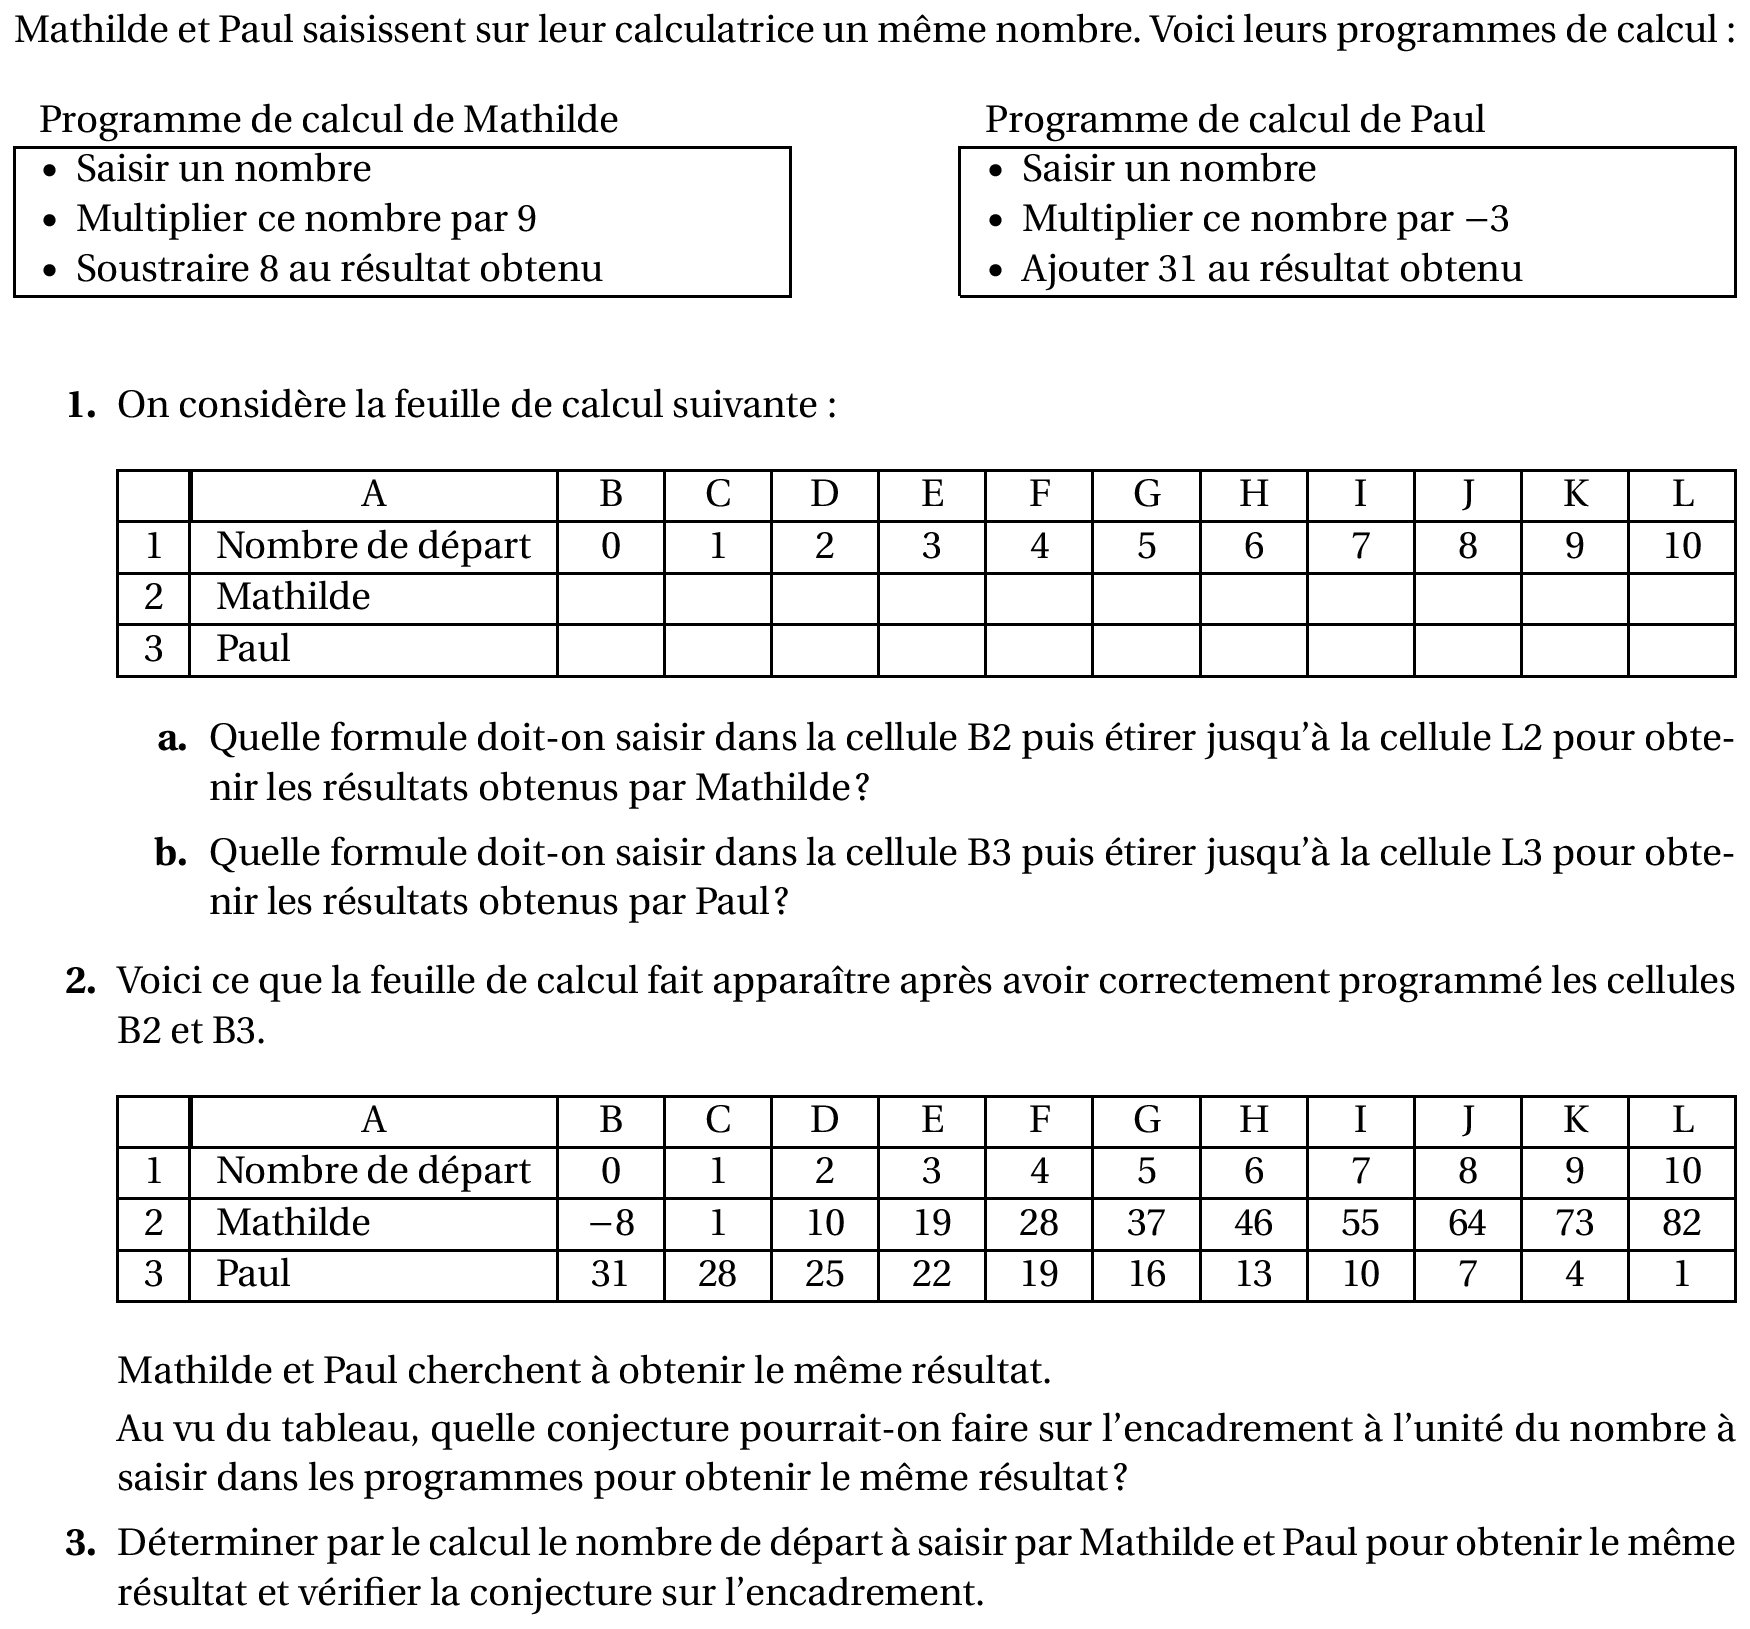 Mathilde et Paul saisissent sur leur calculatrice un même nombre. Voici leurs programmes de calcul :
Programme de calcul de Mathilde
• Saisir un nombre
• Multiplier ce nombre par 9
• Soustraire 8 au résultat obtenu
Programme de calcul de Paul
• Saisir un nombre
• Multiplier ce nombre par −3
• Ajouter 31 au résultat obtenu
1. On considère la feuille de calcul suivante :
A B C D E F G H I J K L
1 Nombre de départ 0 1 2 3 4 5 6 7 8 9 10
2 Mathilde
3 Paul
a. Quelle formule doit-on saisir dans la cellule B2 puis étirer jusqu'à la cellule L2 pour obte-
nir les résultats obtenus par Mathilde ?
b. Quelle formule doit-on saisir dans la cellule B3 puis étirer jusqu'à la cellule L3 pour obte-
nir les résultats obtenus par Paul ?
2. Voici ce que la feuille de calcul fait apparaître après avoir correctement programmé les cellules
B2 et B3.
A B C D E F G H I J K L
1 Nombre de départ 0 1 2 3 4 5 6 7 8 9 10
2 Mathilde −8 1 10 19 28 37 46 55 64 73 82
3 Paul 31 28 25 22 19 16 13 10 7 4 1
Mathilde et Paul cherchent à obtenir le même résultat.
Au vu du tableau, quelle conjecture pourrait-on faire sur l'encadrement à l'unité du nombre à
saisir dans les programmes pour obtenir le même résultat ?
3. Déterminer par le calcul le nombre de départ à saisir par Mathilde et Paul pour obtenir le même
résultat et vérifier la conjecture sur l'encadrement.